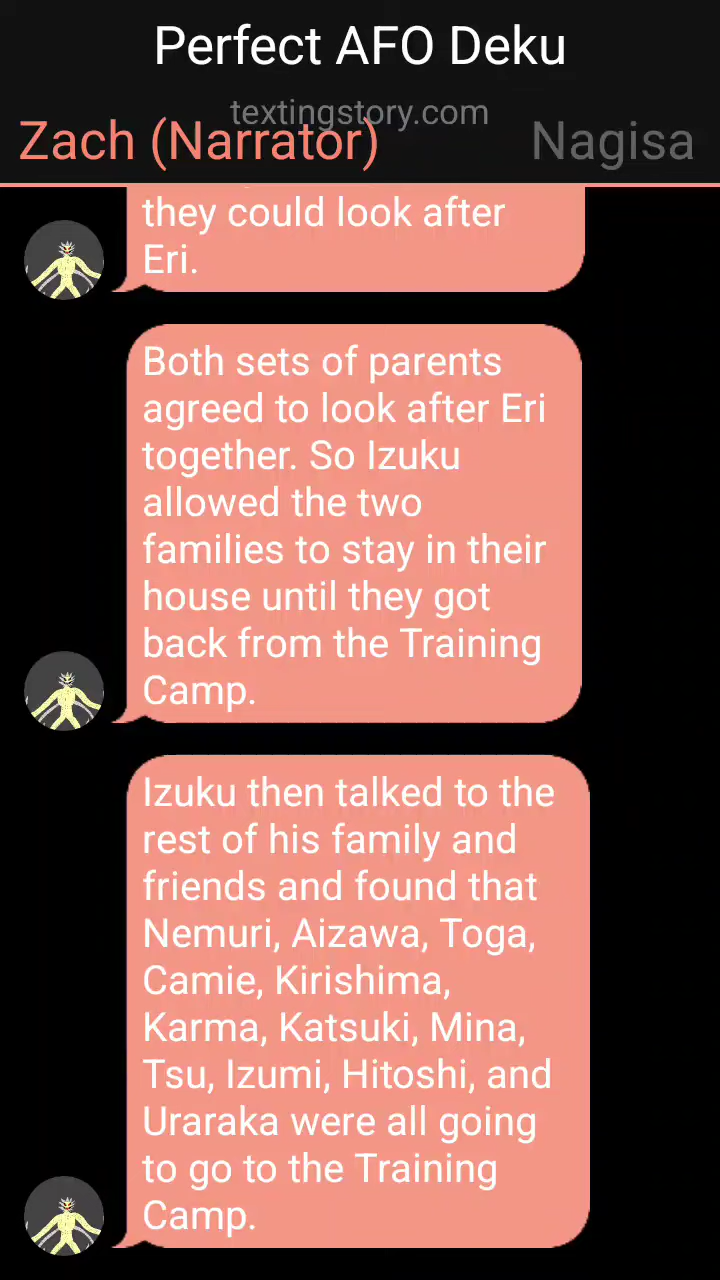 Perfect AFO Deku
textingstory.com
Zach (Narrator)
Nagisa
they could look after
Eri.
Both sets of parents
agreed to look after Eri
together. So Izuku
allowed the two
families to stay in their
house until they got
back from the Training
Camp.
Izuku then talked to the
rest of his family and
friends and found that
Nemuri, Aizawa, Toga,
Camie, Kirishima,
Karma, Katsuki, Mina,
Tsu, Izumi, Hitoshi, and
Uraraka were all going
to go to the Training
Camp.